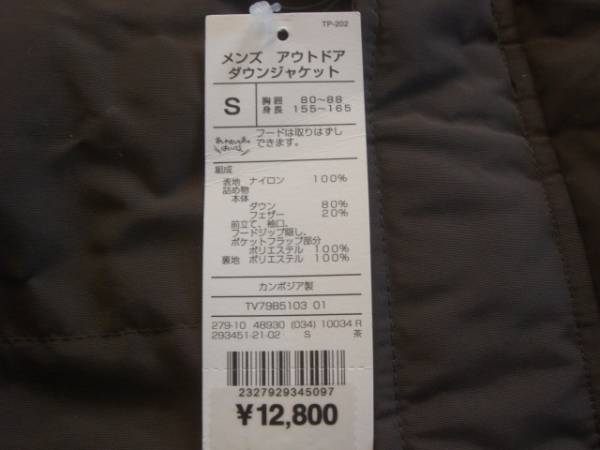 TP-202
メンズ アウトドア
ダウンジャケット
S
胸囲 80～88
身長 155～165
フードは取りはずし
できます。
組成
表地 ナイロン 100%
詰め物
本体
ダウン 80%
フェザー 20%
前立て、袖口、
フードジップ隠し、
ポケットフラップ部分
ポリエステル 100%
裏地 ポリエステル 100%
カンボジア製
TV79B5103 01
279-10 48930 (034) 10034 R
293451-21-02 S 茶
2327929345097
¥12,800